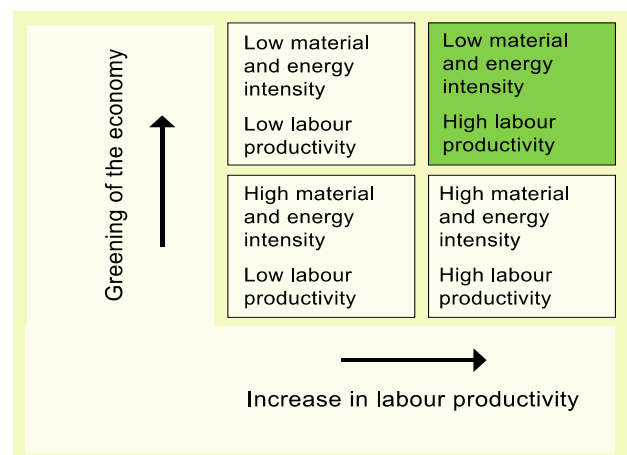 Greening of the economy
Low material
and energy
intensity
Low labour
productivity
Low material
and energy
intensity
High labour
productivity
High material
and energy
intensity
Low labour
productivity
High material
and energy
intensity
High labour
productivity
Increase in labour productivity